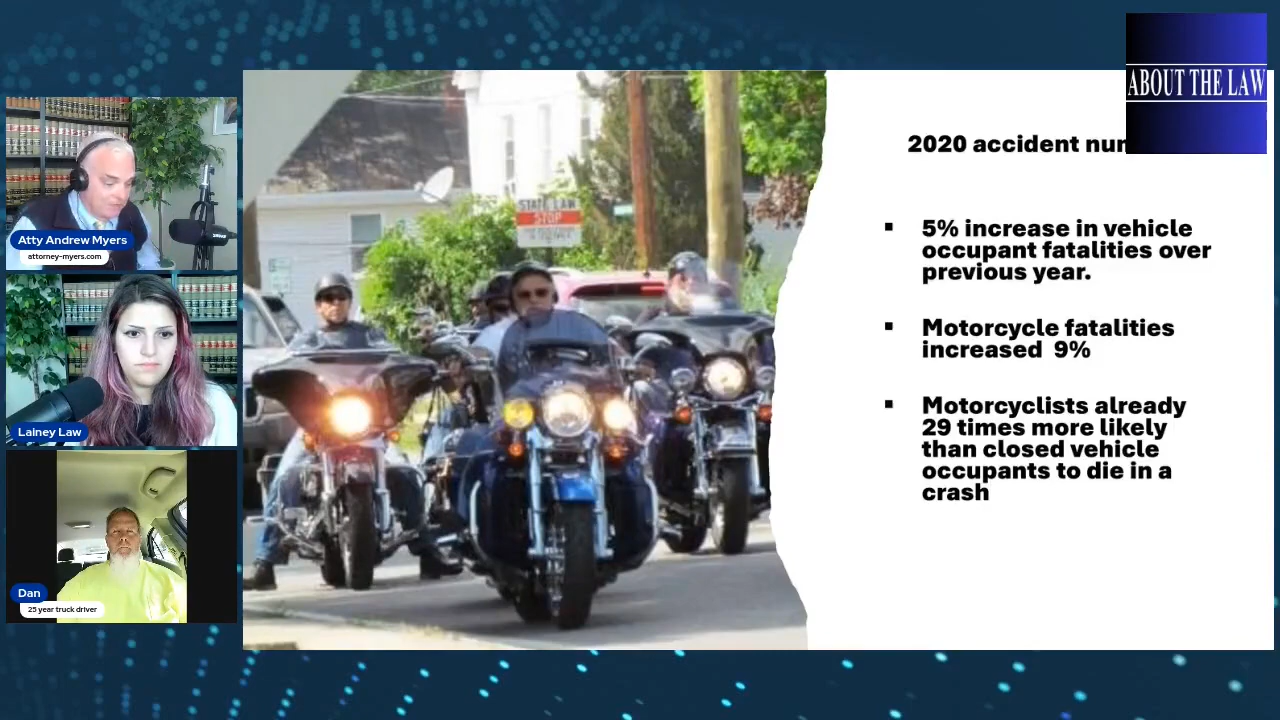 ABOUT THE LAW
Atty Andrew Myers
attorney-myers.com
Lainey Law
Dan
25 year truck driver
STATE LAW
STOP
2020 accident
▪ 5% increase in vehicle
occupant fatalities over
previous year.
▪ Motorcycle fatalities
increased 9%
▪ Motorcyclists already
29 times more likely
than closed vehicle
occupants to die in a
crash